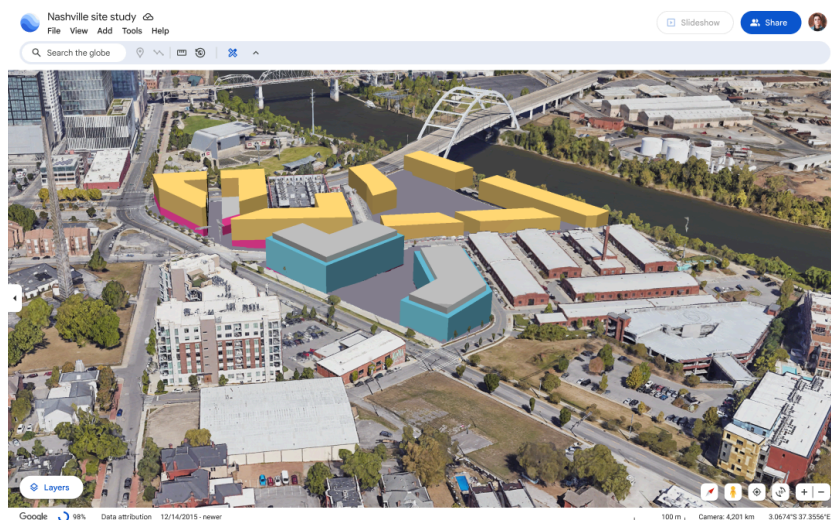 Nashville site study
File View Add Tools Help
Slideshow
Share
Search the globe
Layers
Google 98% Data attribution 12/14/2015 - newer 100 m Camera: 4,201 km 3.0674°S 37.3556°E